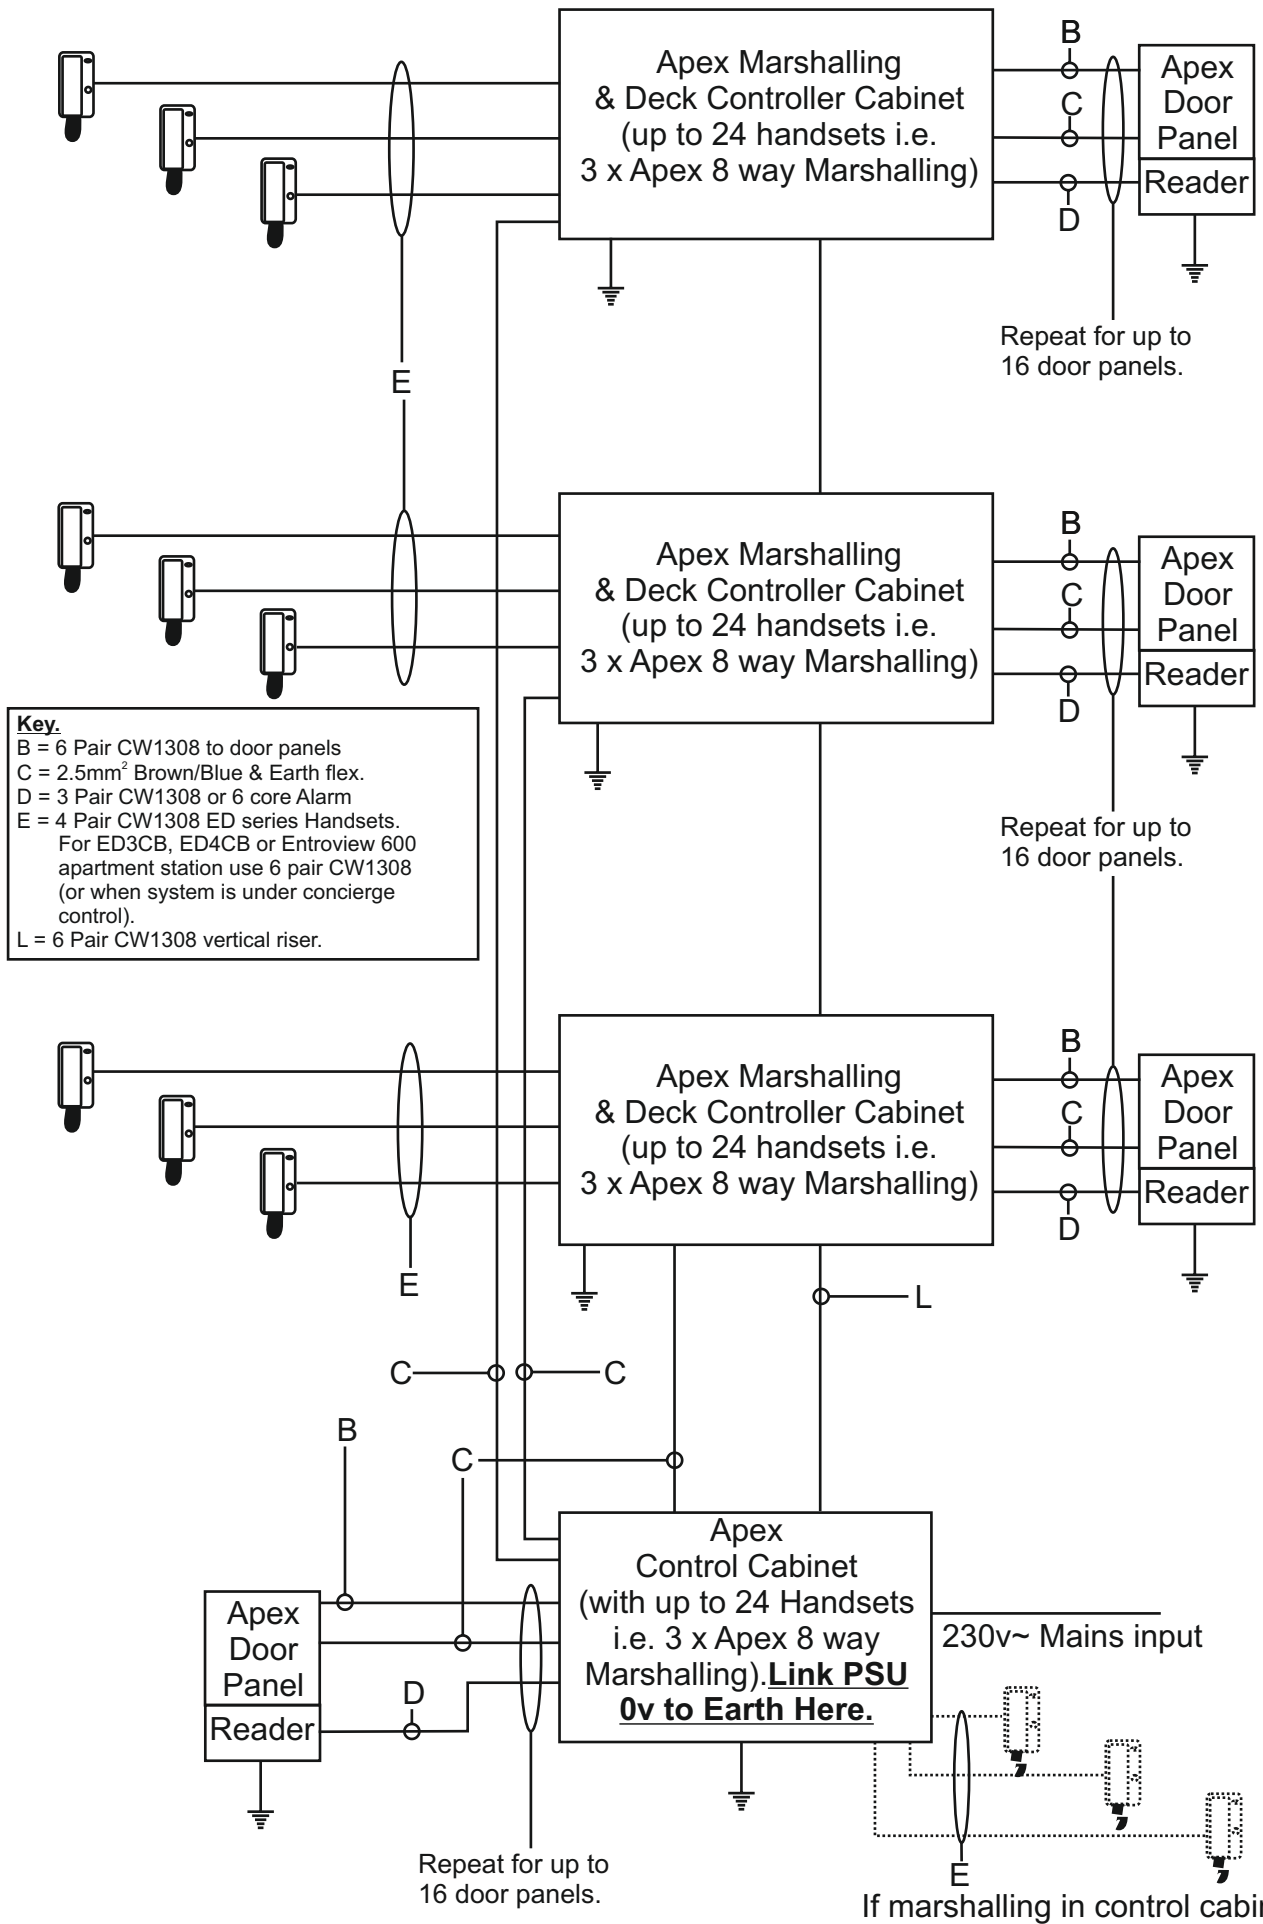 B
Apex Marshalling
& Deck Controller Cabinet
(up to 24 handsets i.e.
3 x Apex 8 way Marshalling)
Apex
Door
Panel
Reader
C
D
Repeat for up to
16 door panels.
E
B
Apex Marshalling
& Deck Controller Cabinet
(up to 24 handsets i.e.
3 x Apex 8 way Marshalling)
Apex
Door
Panel
Reader
C
D
Key.
B = 6 Pair CW1308 to door panels
C = 2.5mm² Brown/Blue & Earth flex.
D = 3 Pair CW1308 or 6 core Alarm
E = 4 Pair CW1308 ED series Handsets.
For ED3CB, ED4CB or Entroview 600
apartment station use 6 pair CW1308
(or when system is under concierge
control).
L = 6 Pair CW1308 vertical riser.
Repeat for up to
16 door panels.
B
Apex Marshalling
& Deck Controller Cabinet
(up to 24 handsets i.e.
3 x Apex 8 way Marshalling)
Apex
Door
Panel
Reader
C
D
E
L
C
C
B
C
Apex
Control Cabinet
(with up to 24 Handsets
i.e. 3 x Apex 8 way
Marshalling).Link PSU
0v to Earth Here.
Apex
Door
Panel
Reader
D
230v~ Mains input
Repeat for up to
16 door panels.
E
If marshalling in control